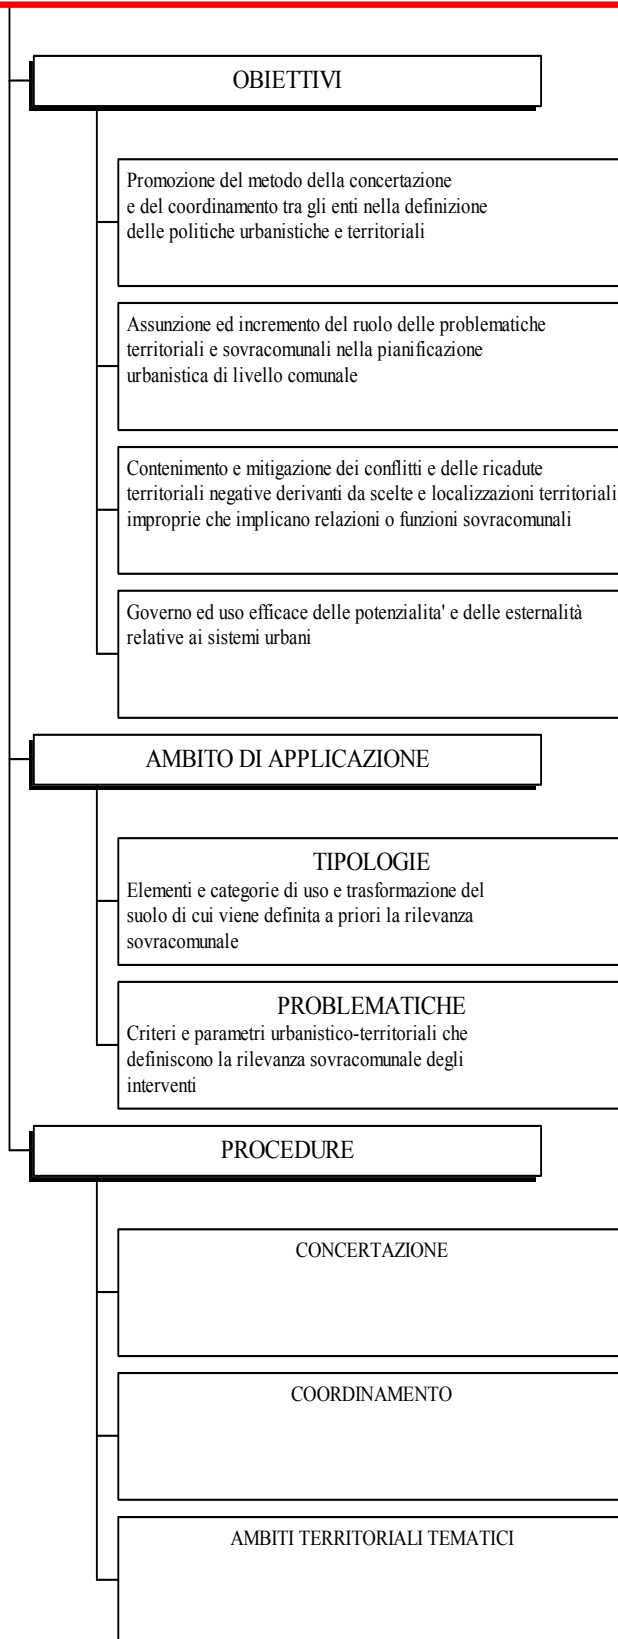 OBIETTIVI
Promozione del metodo della concertazione
e del coordinamento tra gli enti nella definizione
delle politiche urbanistiche e territoriali
Assunzione ed incremento del ruolo delle problematiche
territoriali e sovracomunali nella pianificazione
urbanistica di livello comunale
Contenimento e mitigazione dei conflitti e delle ricadute
territoriali negative derivanti da scelte e localizzazioni territoriali
improprie che implicano relazioni o funzioni sovracomunali
Governo ed uso efficace delle potenzialita' e delle esternalità
relative ai sistemi urbani
AMBITO DI APPLICAZIONE
TIPOLOGIE
Elementi e categorie di uso e trasformazione del
suolo di cui viene definita a priori la rilevanza
sovracomunale
PROBLEMATICHE
Criteri e parametri urbanistico-territoriali che
definiscono la rilevanza sovracomunale degli
interventi
PROCEDURE
CONCERTAZIONE
COORDINAMENTO
AMBITI TERRITORIALI TEMATICI